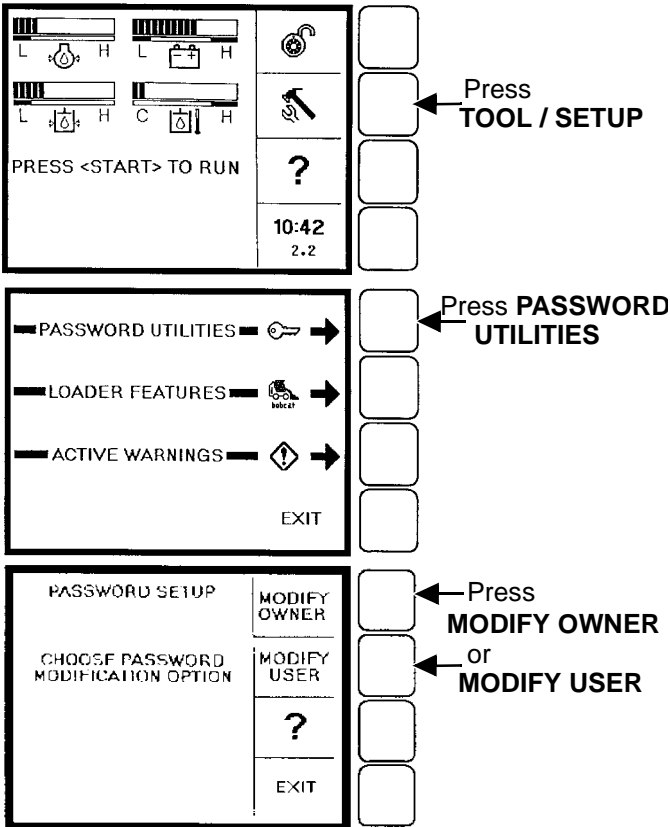 L H L H
L H C H
PRESS <START> TO RUN
?
10:42
2.2
Press
TOOL / SETUP
PASSWORD UTILITIES
LOADER FEATURES
bobcat
ACTIVE WARNINGS
EXIT
Press PASSWORD
UTILITIES
PASSWORD SETUP
CHOOSE PASSWORD
MODIFICATION OPTION
MODIFY
OWNER
MODIFY
USER
?
EXIT
Press
MODIFY OWNER
or
MODIFY USER